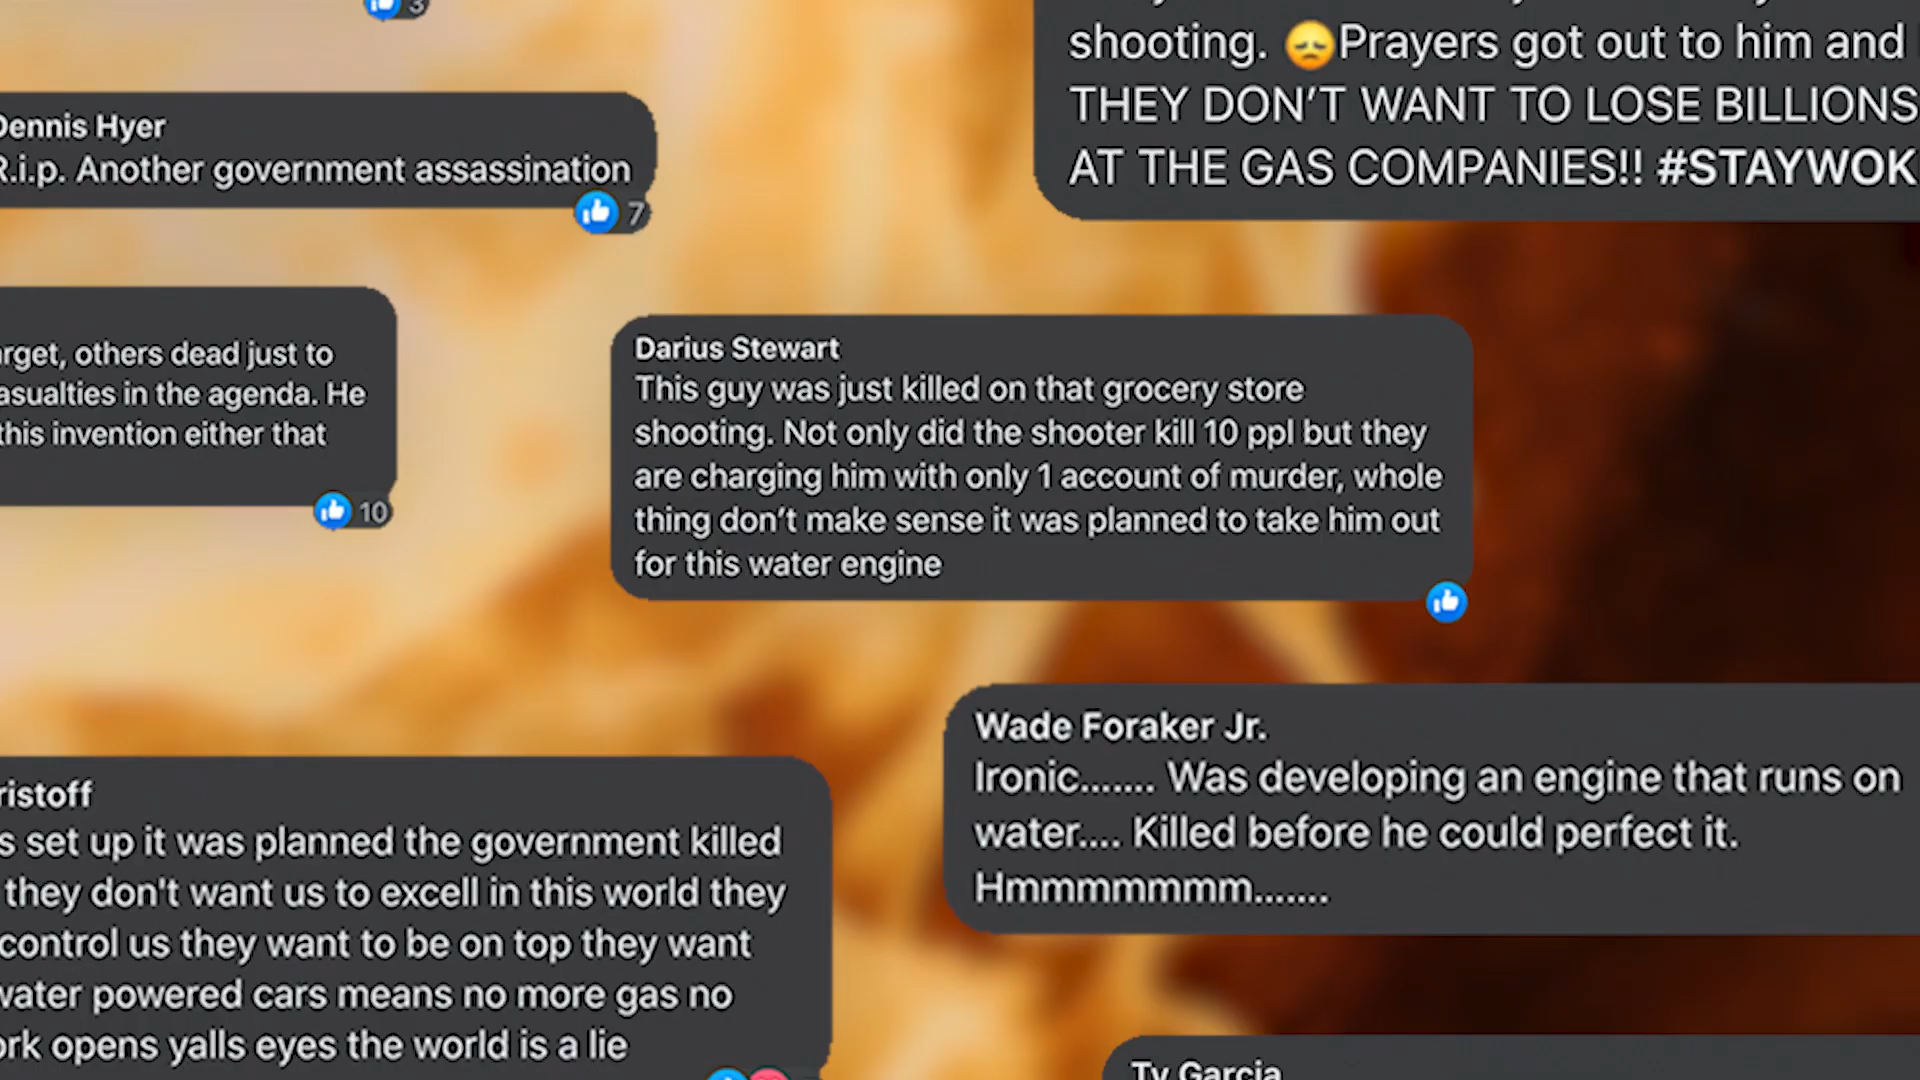 3
shooting. 😞Prayers got out to him and
THEY DON’T WANT TO LOSE BILLIONS
AT THE GAS COMPANIES!! #STAYWOK
Dennis Hyer
R.i.p. Another government assassination
7
arget, others dead just to
asualties in the agenda. He
this invention either that
10
Darius Stewart
This guy was just killed on that grocery store
shooting. Not only did the shooter kill 10 ppl but they
are charging him with only 1 account of murder, whole
thing don’t make sense it was planned to take him out
for this water engine
Wade Foraker Jr.
Ironic....... Was developing an engine that runs on
water.... Killed before he could perfect it.
Hmmmmmmm.......
ristoff
s set up it was planned the government killed
they don't want us to excell in this world they
control us they want to be on top they want
water powered cars means no more gas no
ork opens yalls eyes the world is a lie
Ty Garcia